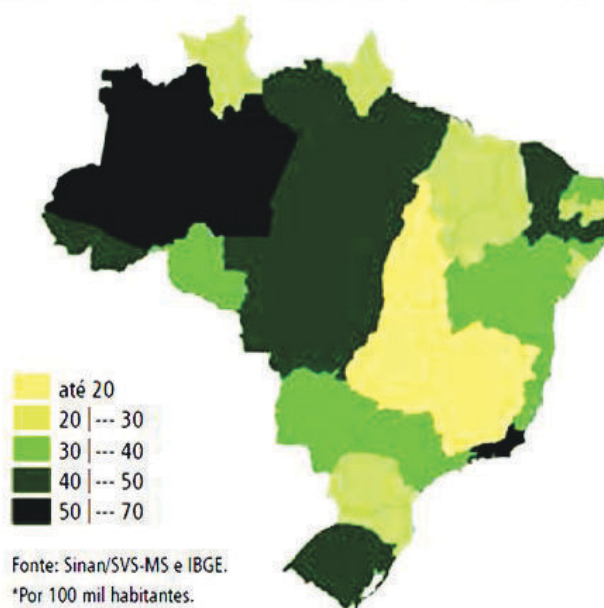 até 20
20 |--- 30
30 |--- 40
40 |--- 50
50 |--- 70
Fonte: Sinan/SVS-MS e IBGE.
*Por 100 mil habitantes.